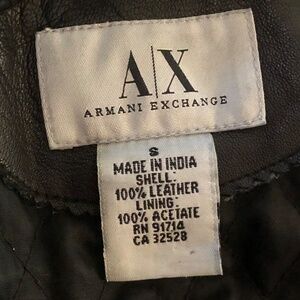 A|X
ARMANI EXCHANGE
S
MADE IN INDIA
SHELL:
100% LEATHER
LINING:
100% ACETATE
RN 91714
CA 32528